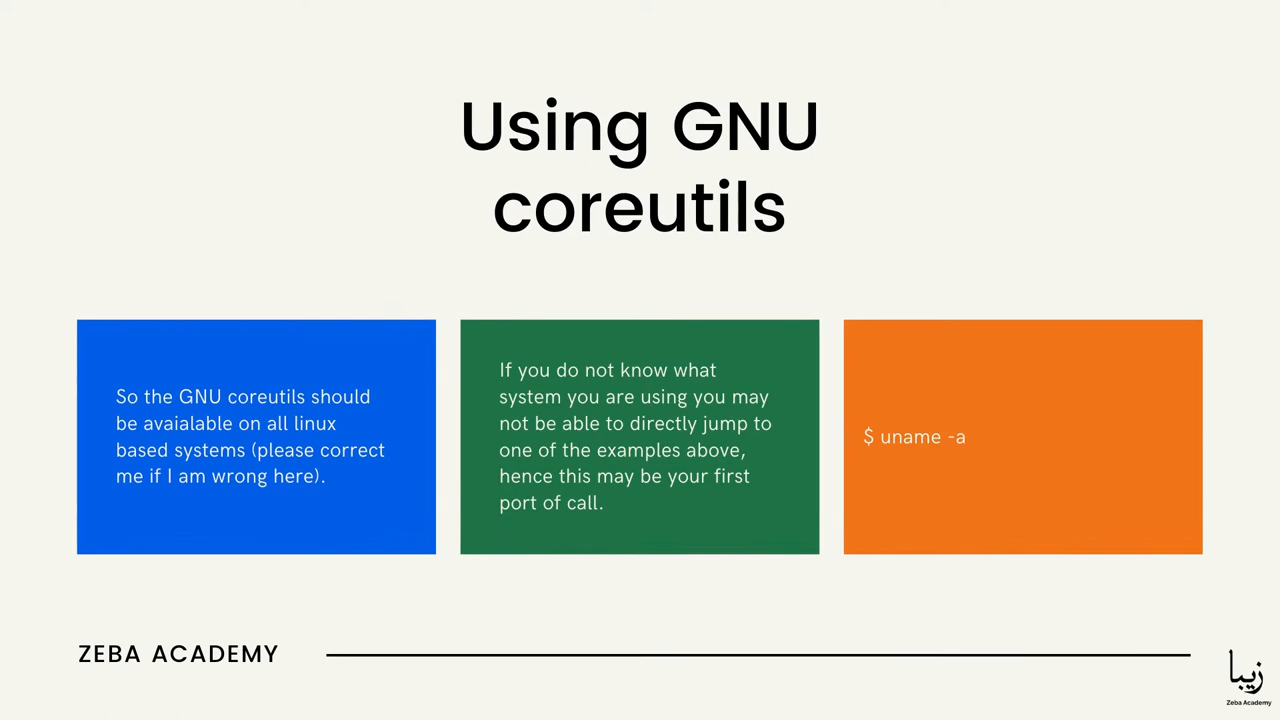 Using GNU
coreutils
So the GNU coreutils should
be avaialable on all linux
based systems (please correct
me if I am wrong here).
If you do not know what
system you are using you may
not be able to directly jump to
one of the examples above,
hence this may be your first
port of call.
$ uname -a
ZEBA ACADEMY
زيبا
Zeba Academy